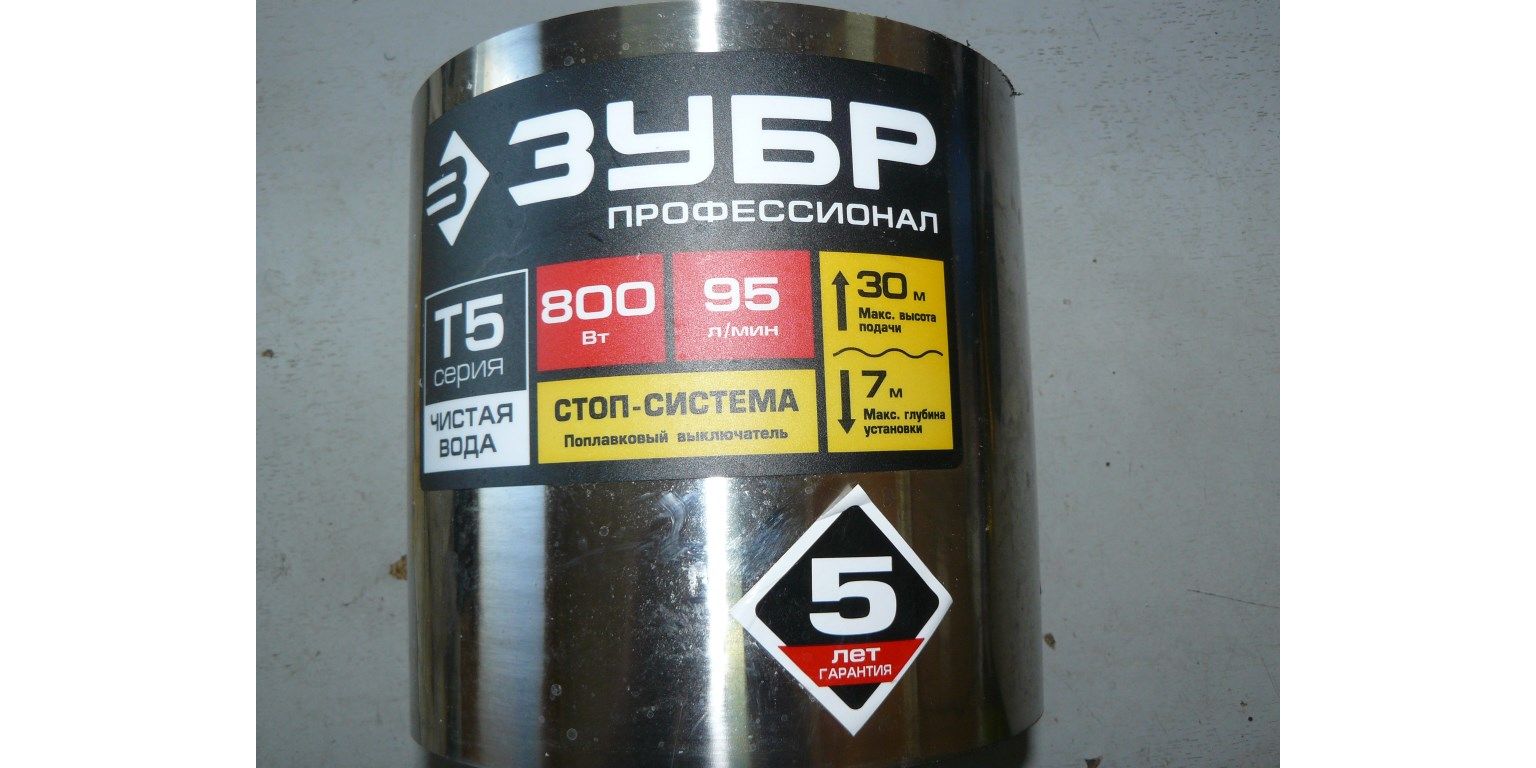 ЗУБР
ПРОФЕССИОНАЛ
Т5
серия
ЧИСТАЯ
ВОДА
800
Вт
95
л/мин
СТОП-СИСТЕМА
Поплавковый выключатель
30 м
Макс. высота
подачи
7 м
Макс. глубина
установки
5
лет
ГАРАНТИЯ